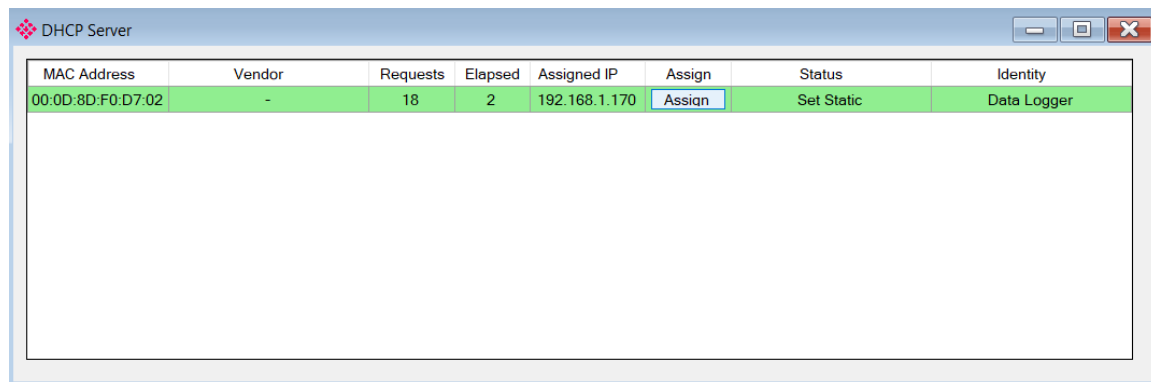 DHCP Server
MAC Address Vendor Requests Elapsed Assigned IP Assign Status Identity
00:0D:8D:F0:D7:02 - 18 2 192.168.1.170 Assign Set Static Data Logger